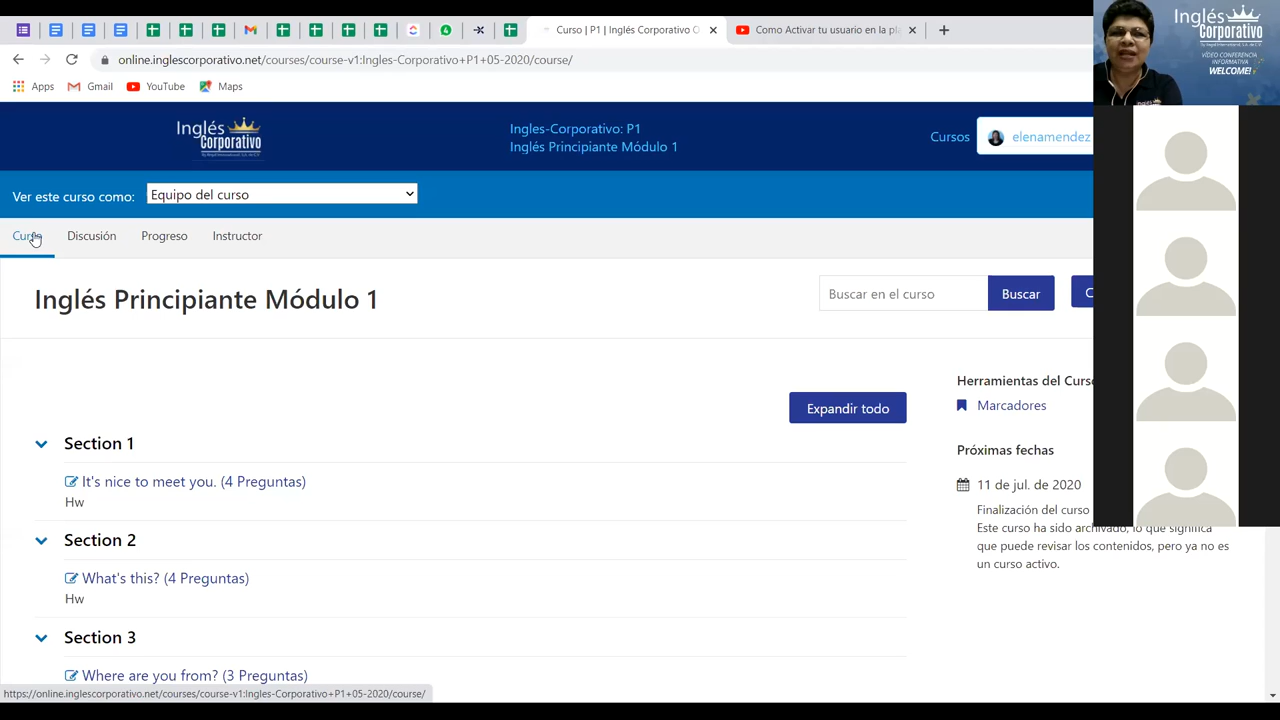 Curso | P1 | Inglés Corporativo O
Como Activar tu usuario en la pla
online.inglescorporativo.net/courses/course-v1:Ingles-Corporativo+P1+05-2020/course/
Apps
Gmail
YouTube
Maps
Inglés
Corporativo
VÍDEO CONFERENCIA
INFORMATIVA
WELCOME!
Inglés
Corporativo
Ingles-Corporativo: P1
Inglés Principiante Módulo 1
Cursos
elenamendez
Ver este curso como:
Equipo del curso
Curso
Discusión
Progreso
Instructor
Inglés Principiante Módulo 1
Buscar en el curso
Buscar
Expandir todo
Herramientas del Curso
Marcadores
Próximas fechas
11 de jul. de 2020
Finalización del curso
Este curso ha sido archivado, lo que significa
que puede revisar los contenidos, pero ya no es
un curso activo.
Section 1
It's nice to meet you. (4 Preguntas)
Hw
Section 2
What's this? (4 Preguntas)
Hw
Section 3
Where are you from? (3 Preguntas)
https://online.inglescorporativo.net/courses/course-v1:Ingles-Corporativo+P1+05-2020/course/